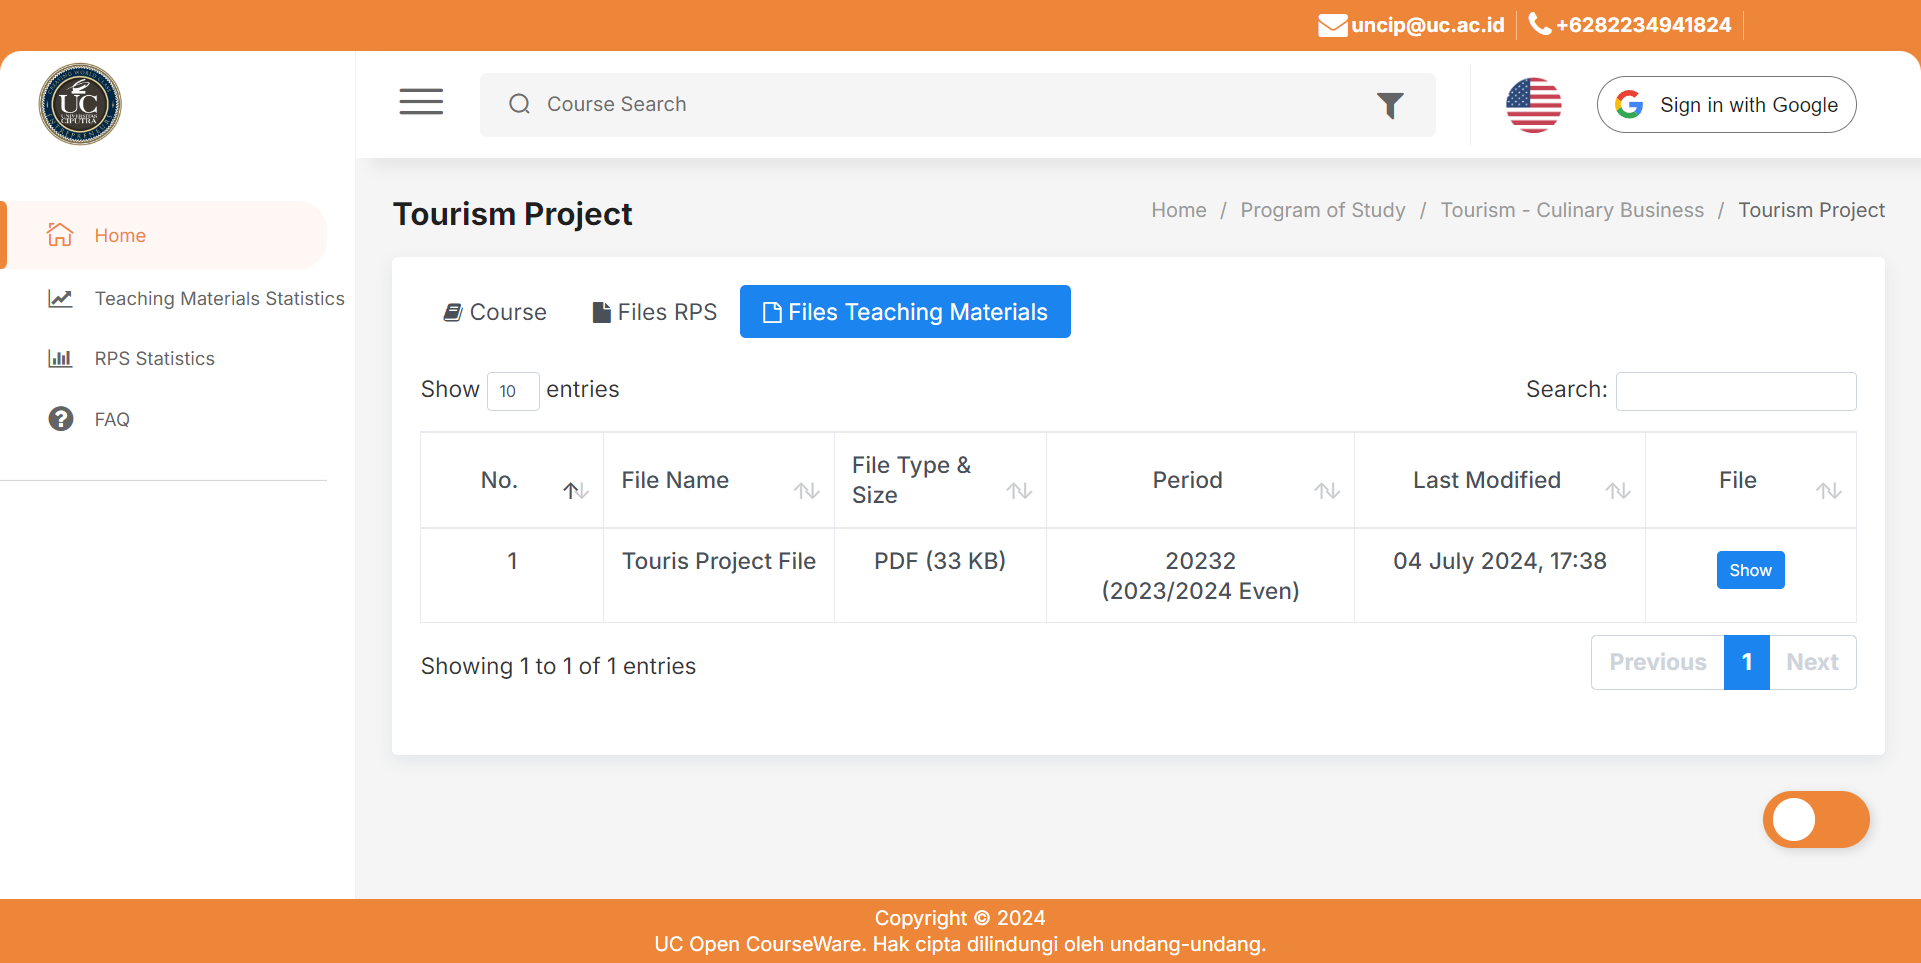 uncip@uc.ac.id
+6282234941824
UC
UNIVERSITAS
CIPUTRA
Course Search
Sign in with Google
Home
Teaching Materials Statistics
RPS Statistics
FAQ
Tourism Project
Home / Program of Study / Tourism - Culinary Business / Tourism Project
Course
Files RPS
Files Teaching Materials
Show 10 entries
Search:
No.
File Name
File Type &
Size
Period
Last Modified
File
1
Touris Project File
PDF (33 KB)
20232
(2023/2024 Even)
04 July 2024, 17:38
Show
Showing 1 to 1 of 1 entries
Previous
1
Next
Copyright © 2024
UC Open CourseWare. Hak cipta dilindungi oleh undang-undang.